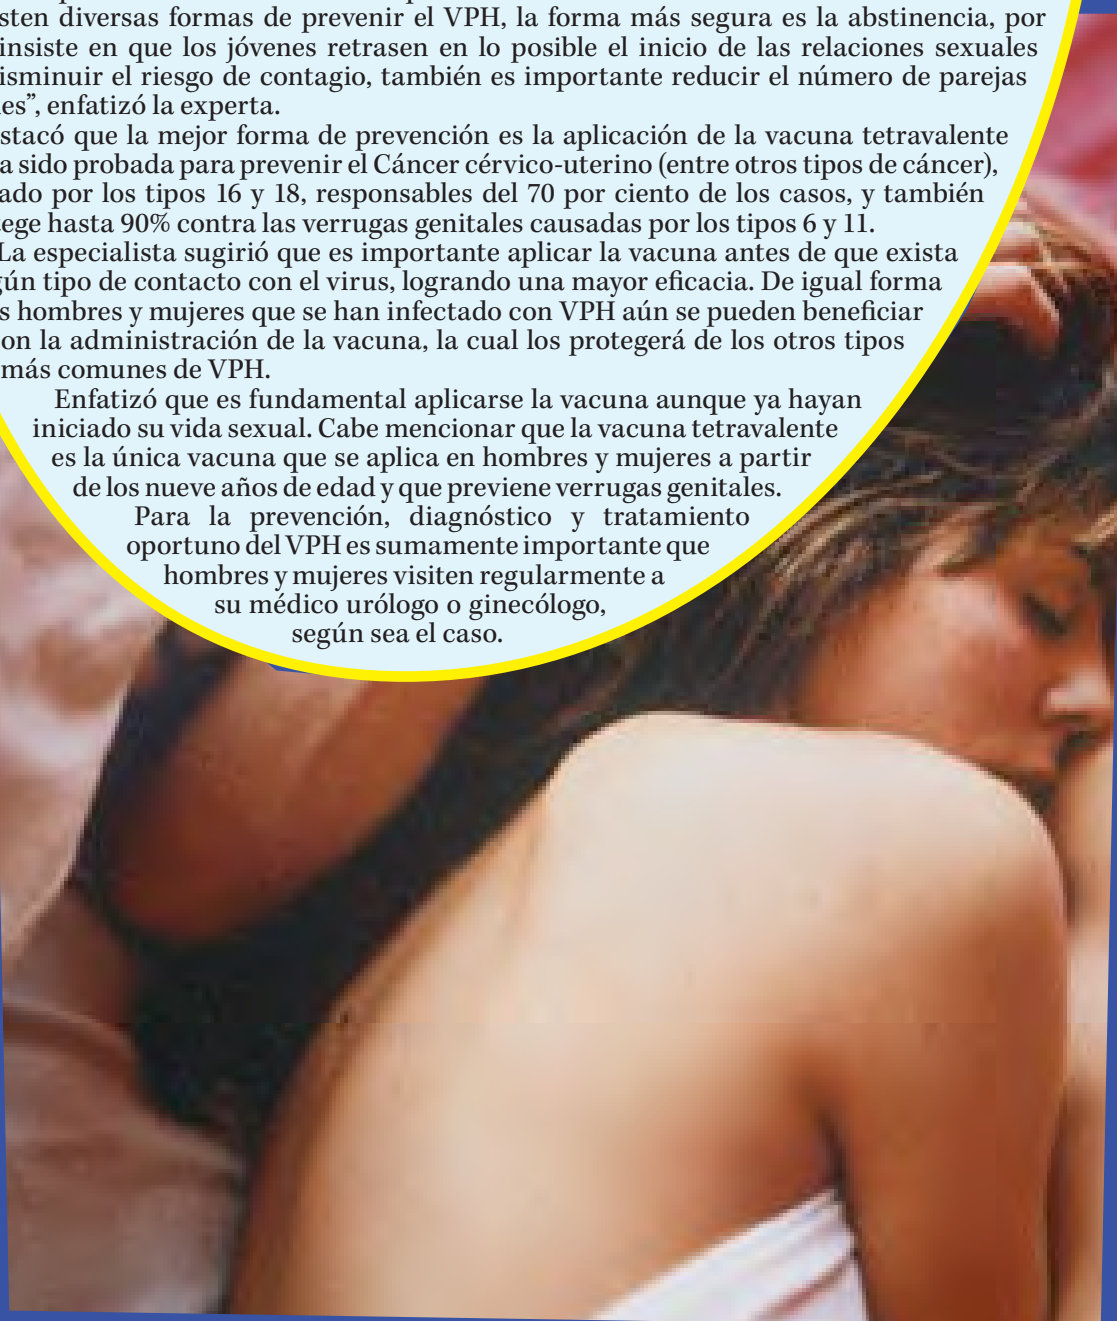 sten diversas formas de prevenir el VPH, la forma más segura es la abstinencia, por
insiste en que los jóvenes retrasen en lo posible el inicio de las relaciones sexuales
isminuir el riesgo de contagio, también es importante reducir el número de parejas
es”, enfatizó la experta.
stacó que la mejor forma de prevención es la aplicación de la vacuna tetravalente
a sido probada para prevenir el Cáncer cérvico-uterino (entre otros tipos de cáncer),
ado por los tipos 16 y 18, responsables del 70 por ciento de los casos, y también
ege hasta 90% contra las verrugas genitales causadas por los tipos 6 y 11.
La especialista sugirió que es importante aplicar la vacuna antes de que exista
gún tipo de contacto con el virus, logrando una mayor eficacia. De igual forma
s hombres y mujeres que se han infectado con VPH aún se pueden beneficiar
on la administración de la vacuna, la cual los protegerá de los otros tipos
más comunes de VPH.
Enfatizó que es fundamental aplicarse la vacuna aunque ya hayan
iniciado su vida sexual. Cabe mencionar que la vacuna tetravalente
es la única vacuna que se aplica en hombres y mujeres a partir
de los nueve años de edad y que previene verrugas genitales.
Para la prevención, diagnóstico y tratamiento
oportuno del VPH es sumamente importante que
hombres y mujeres visiten regularmente a
su médico urólogo o ginecólogo,
según sea el caso.